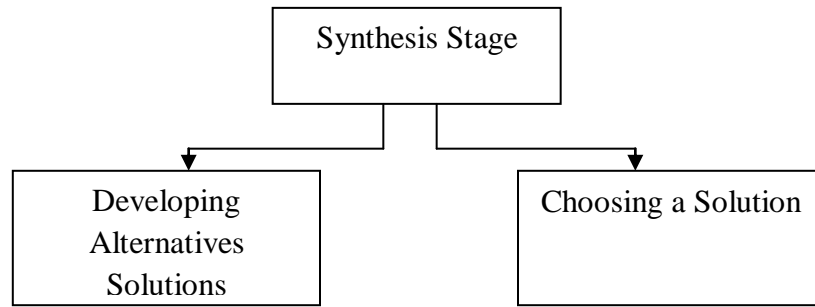 Synthesis Stage
Developing
Alternatives
Solutions
Choosing a Solution